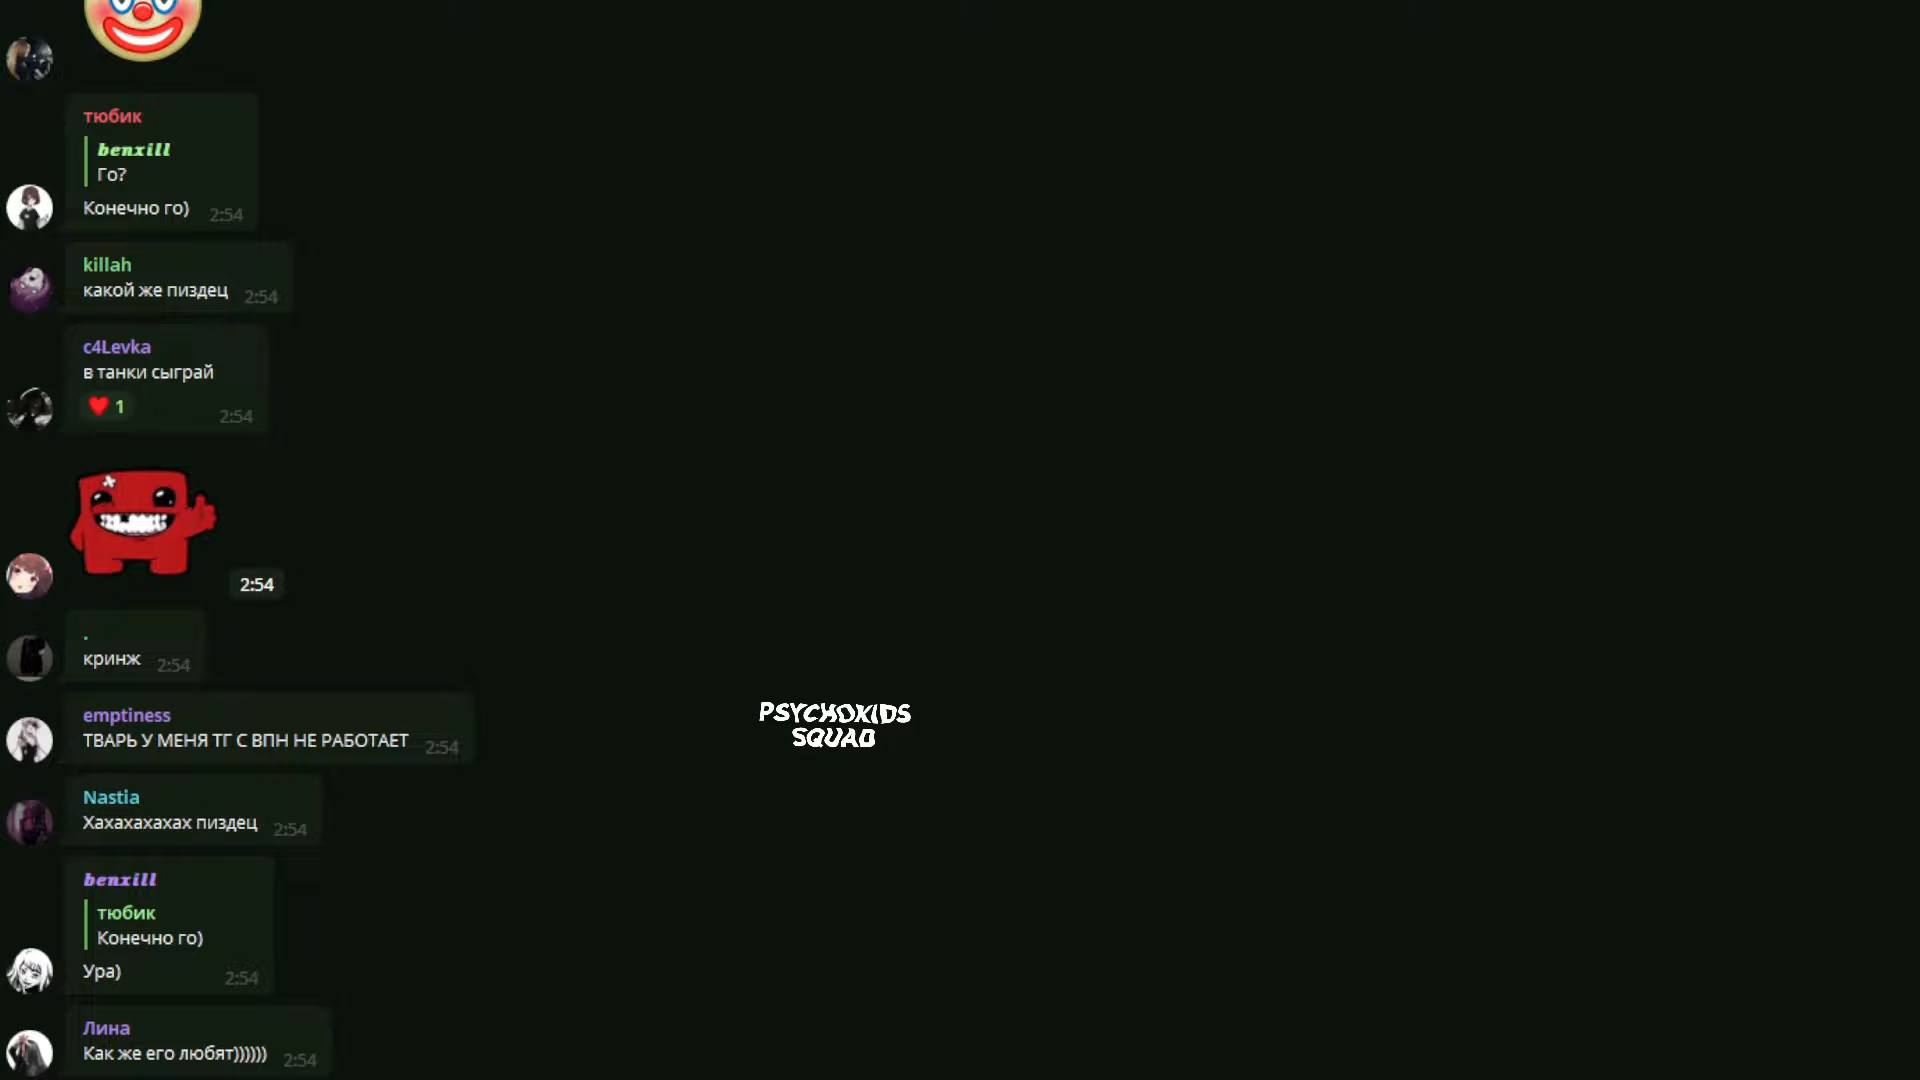 тюбик
benxill
Го?
Конечно го) 2:54
killah
какой же пиздец 2:54
c4Levka
в танки сыграй
1
2:54
2:54
.
кринж 2:54
emptiness
ТВАРЬ У МЕНЯ ТГ С ВПН НЕ РАБОТАЕТ 2:54
PSYCHOKIDS
SQUAD
Nastia
Хахахахахах пиздец 2:54
benxill
тюбик
Конечно го)
Ура) 2:54
Лина
Как же его любят)))))) 2:54